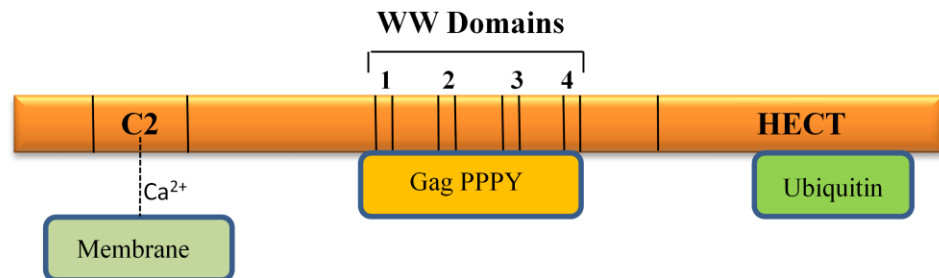 WW Domains
1 2 3 4
C2 HECT
Gag PPPY
Ca²⁺ Ubiquitin
Membrane